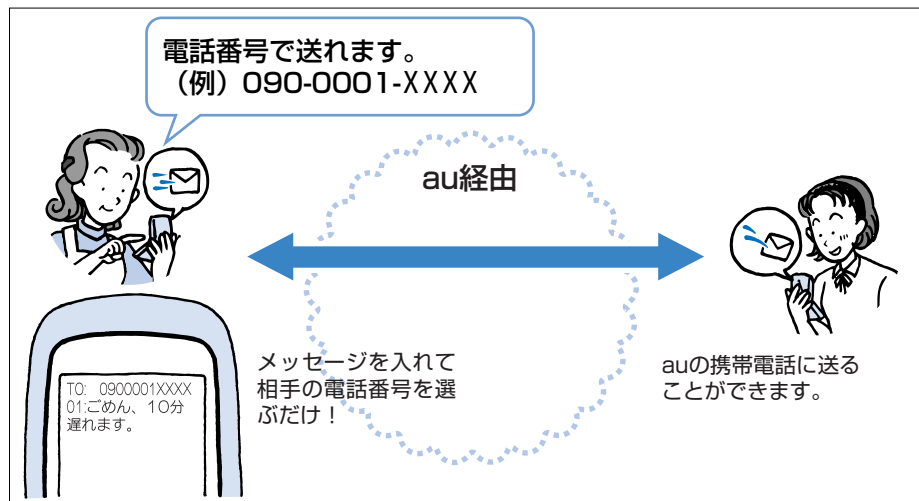 電話番号で送れます。
（例）090-0001-XXXX
au経由
メッセージを入れて
相手の電話番号を選
ぶだけ！
auの携帯電話に送る
ことができます。
TO: 0900001XXXX
01:ごめん、10分
遅れます。